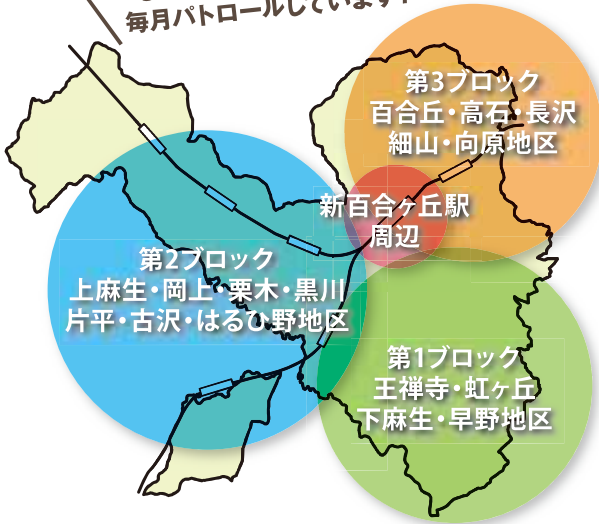 毎月パトロールしています!
第3ブロック
百合丘・高石・長沢
細山・向原地区
新百合ヶ丘駅
周辺
第2ブロック
上麻生・岡上・栗木・黒川
片平・古沢・はるひ野地区
第1ブロック
王禅寺・虹ヶ丘
下麻生・早野地区